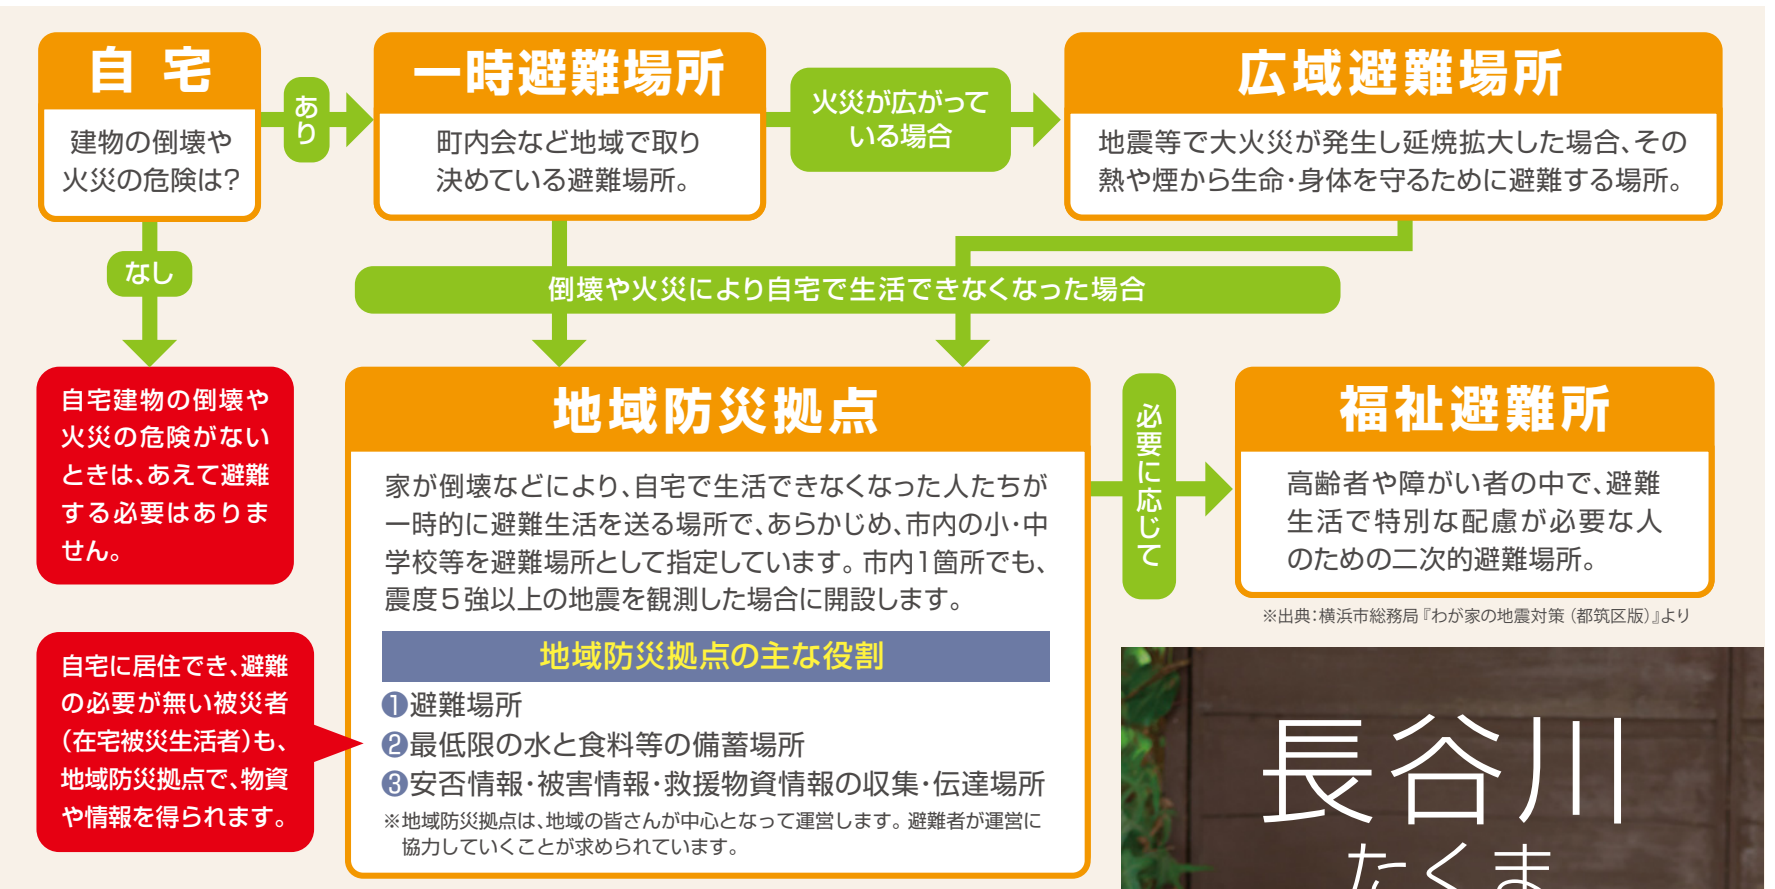 自宅
建物の倒壊や
火災の危険は?
あり
一時避難場所
町内会など地域で取り
決めている避難場所。
火災が広がって
いる場合
広域避難場所
地震等で大火災が発生し延焼拡大した場合、その
熱や煙から生命・身体を守るために避難する場所。
なし
倒壊や火災により自宅で生活できなくなった場合
自宅建物の倒壊や
火災の危険がない
ときは、あえて避難
する必要はありま
せん。
地域防災拠点
家が倒壊などにより、自宅で生活できなくなった人たちが
一時的に避難生活を送る場所で、あらかじめ、市内の小・中
学校等を避難場所として指定しています。市内1箇所でも、
震度5強以上の地震を観測した場合に開設します。
地域防災拠点の主な役割
❶避難場所
❷最低限の水と食料等の備蓄場所
❸安否情報・被害情報・救援物資情報の収集・伝達場所
※地域防災拠点は、地域の皆さんが中心となって運営します。避難者が運営に
協力していくことが求められています。
自宅に居住でき、避難
の必要が無い被災者
(在宅被災生活者)も、
地域防災拠点で、物資
や情報を得られます。
必要に応じて
福祉避難所
高齢者や障がい者の中で、避難
生活で特別な配慮が必要な人
のための二次的避難場所。
※出典:横浜市総務局『わが家の地震対策(都筑区版)』より
長谷川
たくま